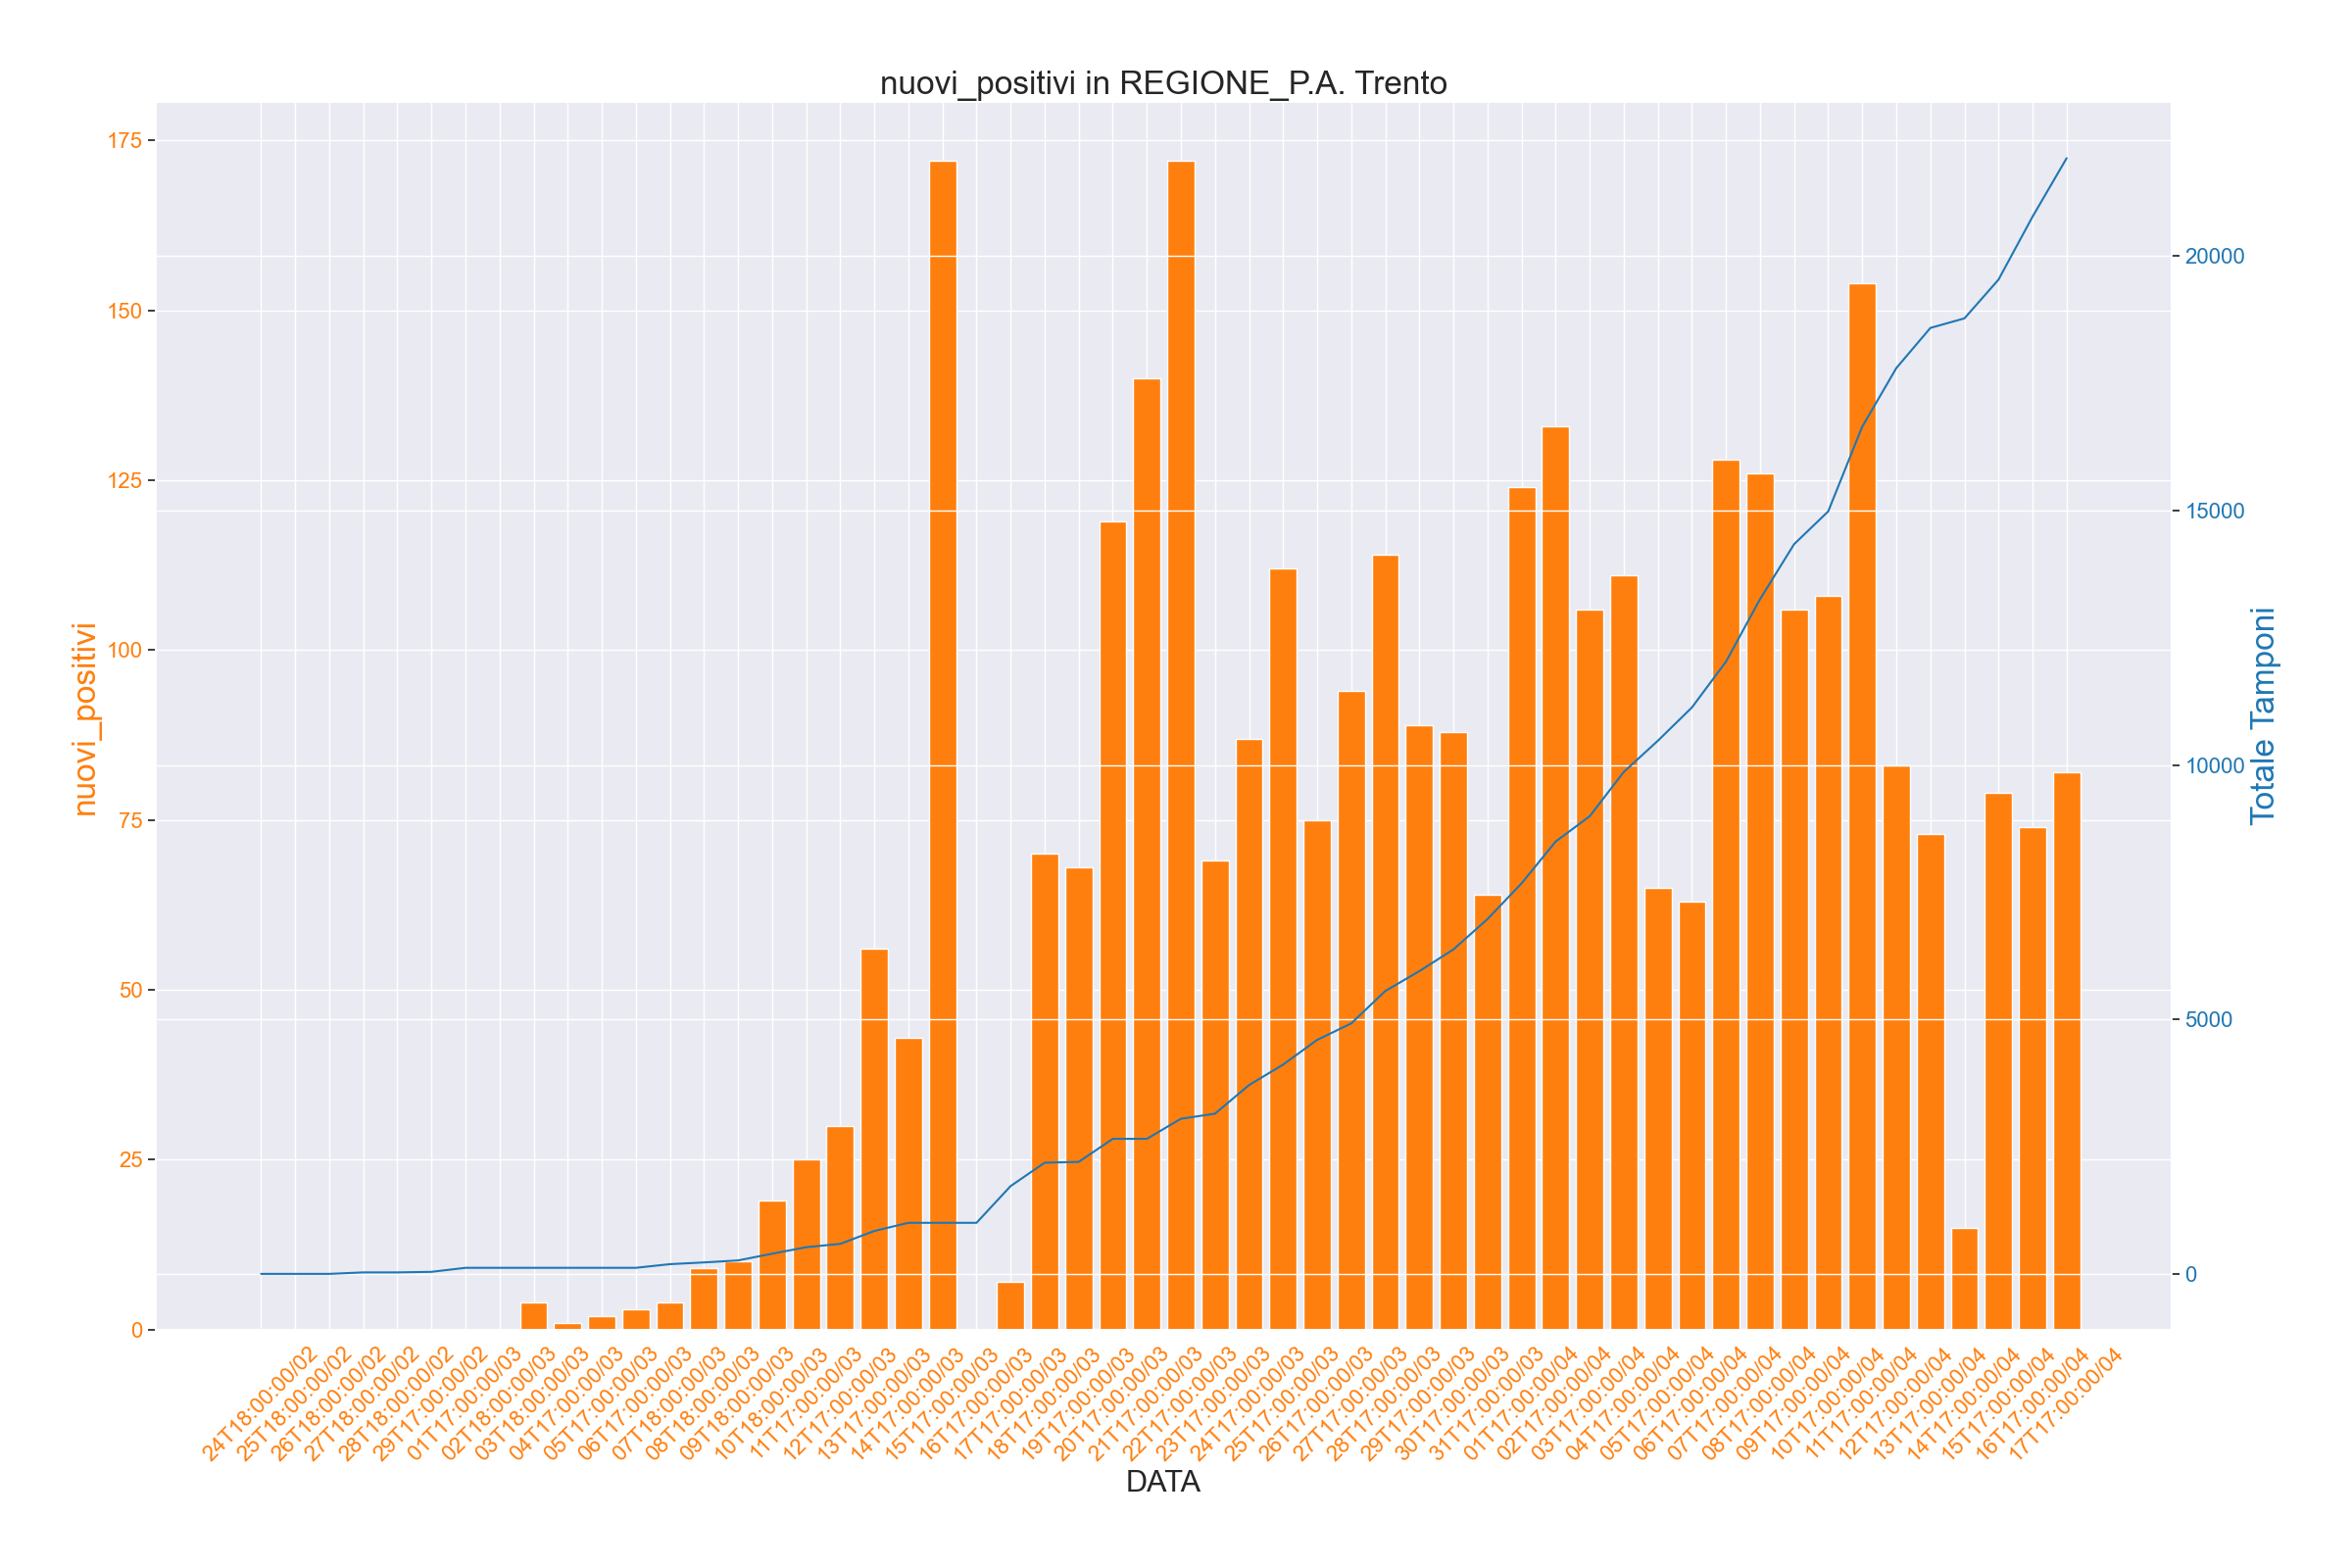 nuovi_positivi in REGIONE_P.A. Trento
175
150
125
100
75
50
25
0
nuovi_positivi
20000
15000
10000
5000
0
Totale Tamponi
24T18:00:00/02
25T18:00:00/02
26T18:00:00/02
27T18:00:00/02
28T18:00:00/02
29T17:00:00/02
01T17:00:00/03
02T18:00:00/03
03T18:00:00/03
04T17:00:00/03
05T17:00:00/03
06T17:00:00/03
07T18:00:00/03
08T18:00:00/03
09T18:00:00/03
10T18:00:00/03
11T17:00:00/03
12T17:00:00/03
13T17:00:00/03
14T17:00:00/03
15T17:00:00/03
16T17:00:00/03
17T17:00:00/03
18T17:00:00/03
19T17:00:00/03
20T17:00:00/03
21T17:00:00/03
22T17:00:00/03
23T17:00:00/03
24T17:00:00/03
25T17:00:00/03
26T17:00:00/03
27T17:00:00/03
28T17:00:00/03
29T17:00:00/03
30T17:00:00/03
31T17:00:00/03
01T17:00:00/04
02T17:00:00/04
03T17:00:00/04
04T17:00:00/04
05T17:00:00/04
06T17:00:00/04
07T17:00:00/04
08T17:00:00/04
09T17:00:00/04
10T17:00:00/04
11T17:00:00/04
12T17:00:00/04
13T17:00:00/04
14T17:00:00/04
15T17:00:00/04
16T17:00:00/04
17T17:00:00/04
DATA